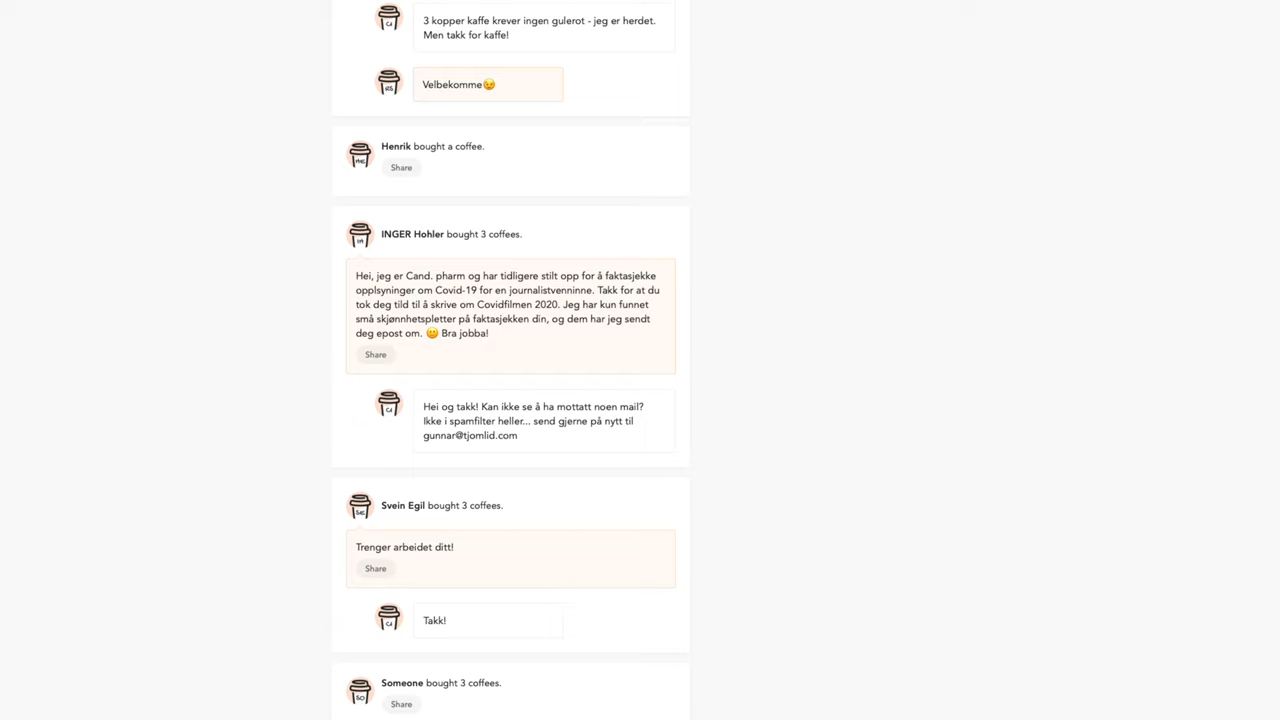 3 kopper kaffe krever ingen gulerot - jeg er herdet.
Men takk for kaffe!
Velbekomme😉
Henrik bought a coffee.
Share
INGER Hohler bought 3 coffees.
Hei, jeg er Cand. pharm og har tidligere stilt opp for å faktasjekke
opplsyninger om Covid-19 for en journalistvenninne. Takk for at du
tok deg tild til å skrive om Covidfilmen 2020. Jeg har kun funnet
små skjønnhetspletter på faktasjekken din, og dem har jeg sendt
deg epost om. 🙂 Bra jobba!
Share
Hei og takk! Kan ikke se å ha mottatt noen mail?
Ikke i spamfilter heller... send gjerne på nytt til
gunnar@tjomlid.com
Svein Egil bought 3 coffees.
Trenger arbeidet ditt!
Share
Takk!
Someone bought 3 coffees.
Share